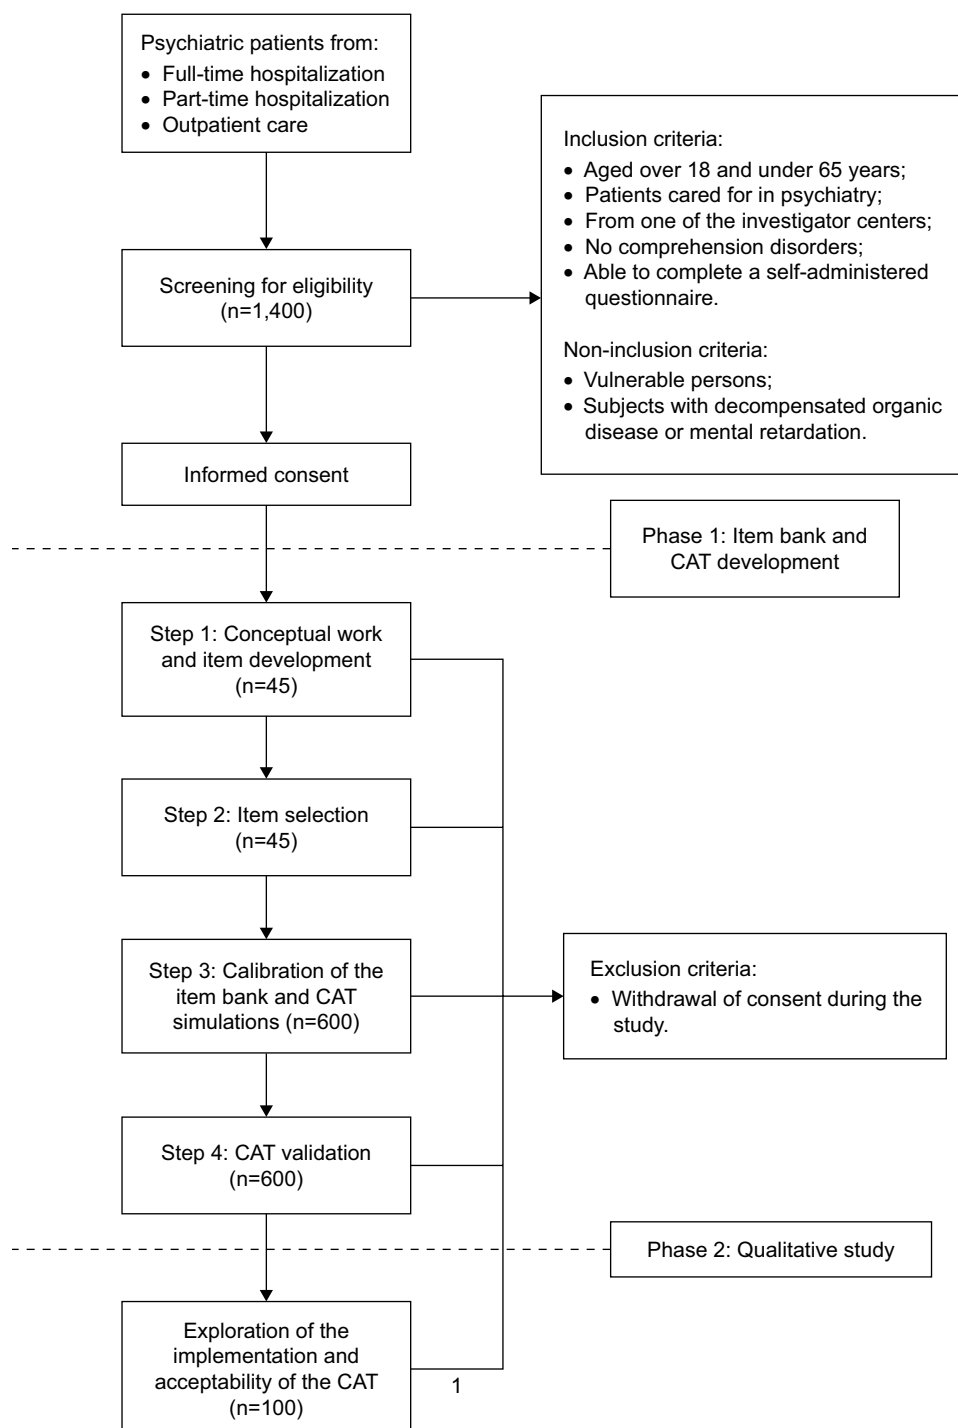 Psychiatric patients from:
• Full-time hospitalization
• Part-time hospitalization
• Outpatient care
Inclusion criteria:
• Aged over 18 and under 65 years;
• Patients cared for in psychiatry;
• From one of the investigator centers;
• No comprehension disorders;
• Able to complete a self-administered
questionnaire.
Non-inclusion criteria:
• Vulnerable persons;
• Subjects with decompensated organic
disease or mental retardation.
Screening for eligibility
(n=1,400)
Informed consent
Phase 1: Item bank and
CAT development
Step 1: Conceptual work
and item development
(n=45)
Step 2: Item selection
(n=45)
Step 3: Calibration of the
item bank and CAT
simulations (n=600)
Exclusion criteria:
• Withdrawal of consent during the
study.
Step 4: CAT validation
(n=600)
Phase 2: Qualitative study
Exploration of the
implementation and
acceptability of the CAT
(n=100)
1